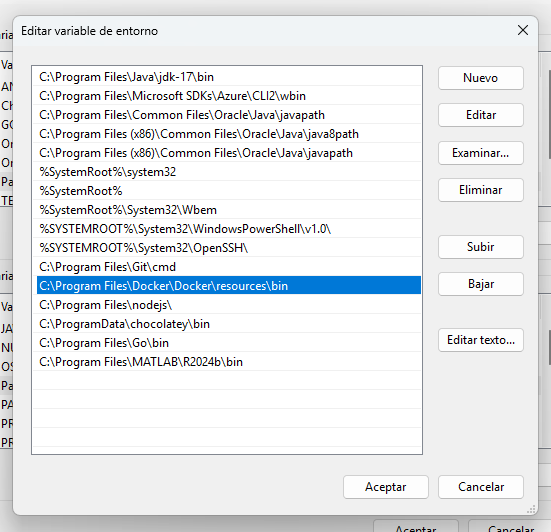 Editar variable de entorno
C:\Program Files\Java\jdk-17\bin
C:\Program Files\Microsoft SDKs\Azure\CLI2\wbin
C:\Program Files\Common Files\Oracle\Java\javapath
C:\Program Files (x86)\Common Files\Oracle\Java\java8path
C:\Program Files (x86)\Common Files\Oracle\Java\javapath
%SystemRoot%\system32
%SystemRoot%
%SystemRoot%\System32\Wbem
%SYSTEMROOT%\System32\WindowsPowerShell\v1.0\
%SYSTEMROOT%\System32\OpenSSH\
C:\Program Files\Git\cmd
C:\Program Files\Docker\Docker\resources\bin
C:\Program Files\nodejs\
C:\ProgramData\chocolatey\bin
C:\Program Files\Go\bin
C:\Program Files\MATLAB\R2024b\bin
Nuevo
Editar
Examinar...
Eliminar
Subir
Bajar
Editar texto...
Aceptar
Cancelar
Aceptar
Cancelar